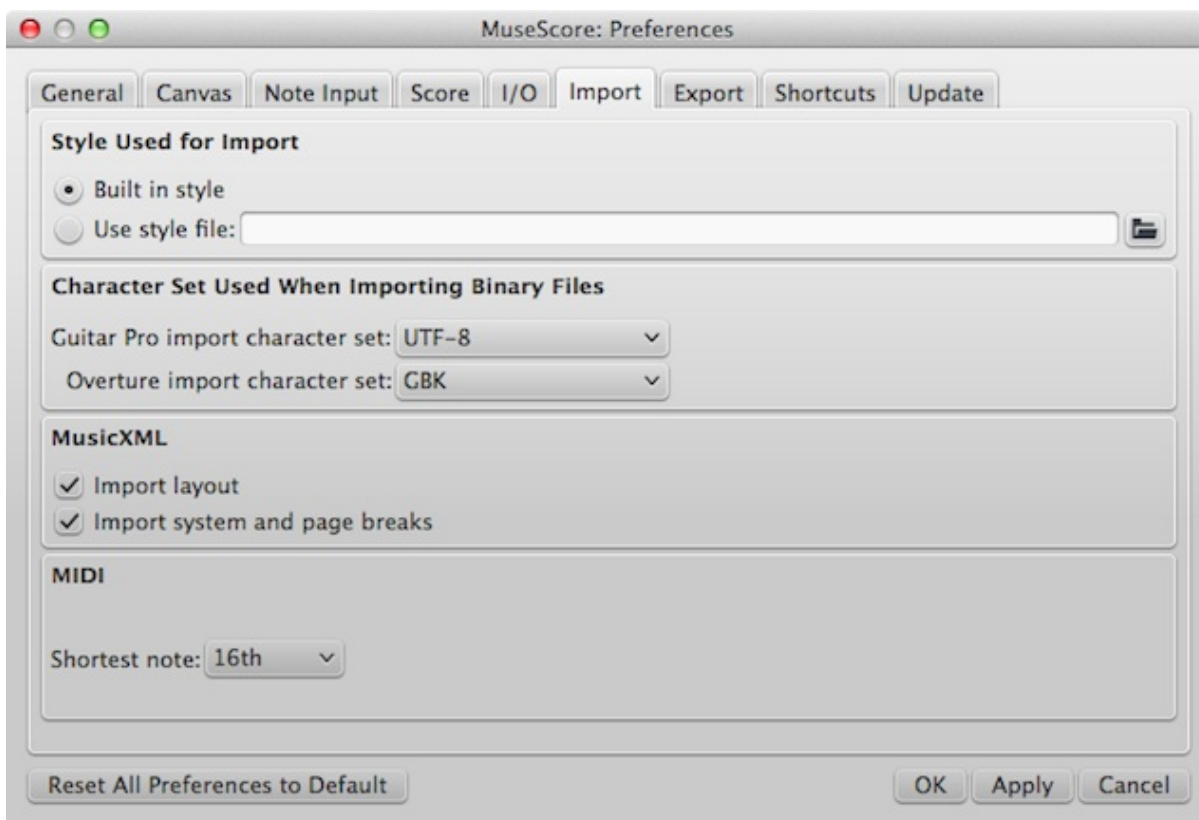 MuseScore: Preferences
General Canvas Note Input Score I/O Import Export Shortcuts Update
Style Used for Import
Built in style
Use style file:
Character Set Used When Importing Binary Files
Guitar Pro import character set: UTF-8
Overture import character set: GBK
MusicXML
Import layout
Import system and page breaks
MIDI
Shortest note: 16th
Reset All Preferences to Default OK Apply Cancel